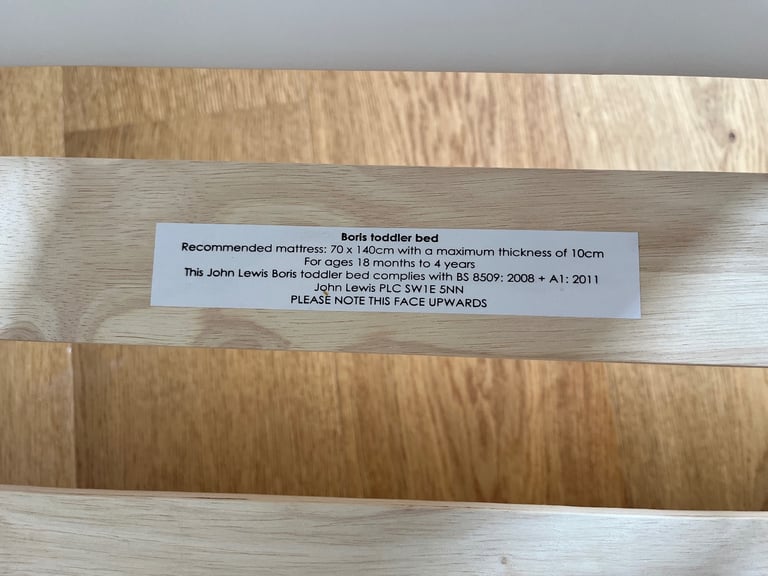 Boris toddler bed
Recommended mattress: 70 x 140cm with a maximum thickness of 10cm
For ages 18 months to 4 years
This John Lewis Boris toddler bed complies with BS 8509: 2008 + A1: 2011
John Lewis PLC SW1E 5NN
PLEASE NOTE THIS FACE UPWARDS